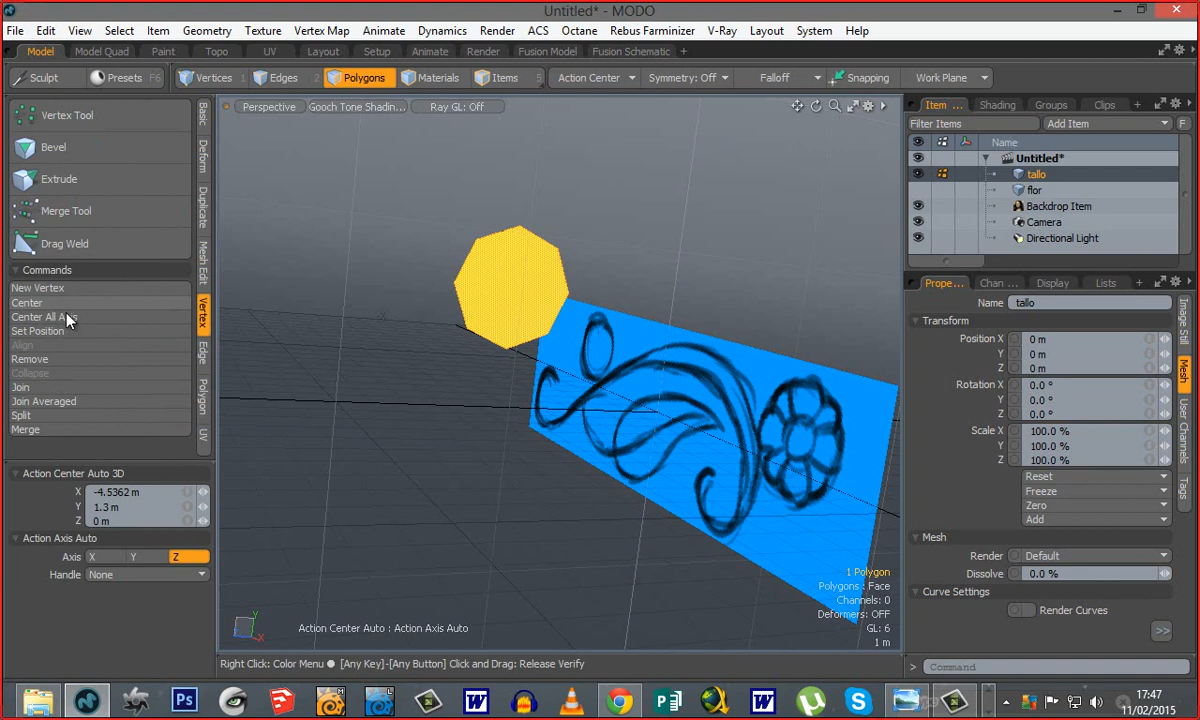 Untitled* - MODO
File Edit View Select Item Geometry Texture Vertex Map Animate Dynamics Render ACS Octane Rebus Farminizer V-Ray Layout System Help
Model Model Quad Paint Topo UV Layout Setup Animate Render Fusion Model Fusion Schematic +
Sculpt Presets F6 Vertices 1 Edges 2 Polygons Materials Items 5 Action Center Symmetry: Off Falloff Snapping Work Plane
Perspective Gooch Tone Shadin... Ray GL: Off
Item ... Shading Groups Clips +
Filter Items Add Item F
Name
Untitled*
tallo
flor
Backdrop Item
Camera
Directional Light
Vertex Tool
Bevel
Extrude
Merge Tool
Drag Weld
Commands
New Vertex
Center
Center All Axis
Set Position
Align
Remove
Collapse
Join
Join Averaged
Split
Merge
Basic
Deform
Duplicate
Mesh Edit
Vertex
Edge
Polygon
UV
Action Center Auto 3D
X -4.5362 m
Y 1.3 m
Z 0 m
Action Axis Auto
Axis X Y Z
Handle None
Prope... Chan ... Display Lists +
Name tallo
Transform
Position X 0 m
Y 0 m
Z 0 m
Rotation X 0.0 °
Y 0.0 °
Z 0.0 °
Scale X 100.0 %
Y 100.0 %
Z 100.0 %
Reset
Freeze
Zero
Add
Mesh
Render Default
Dissolve 0.0 %
Curve Settings
Render Curves
>>
Image Still
Mesh
User Channels
Tags
1 Polygon
Polygons : Face
Channels: 0
Deformers: OFF
GL: 6
1 m
Action Center Auto : Action Axis Auto
Y
X
Right Click: Color Menu ● [Any Key]-[Any Button] Click and Drag: Release Verify
> Command
17:47
11/02/2015